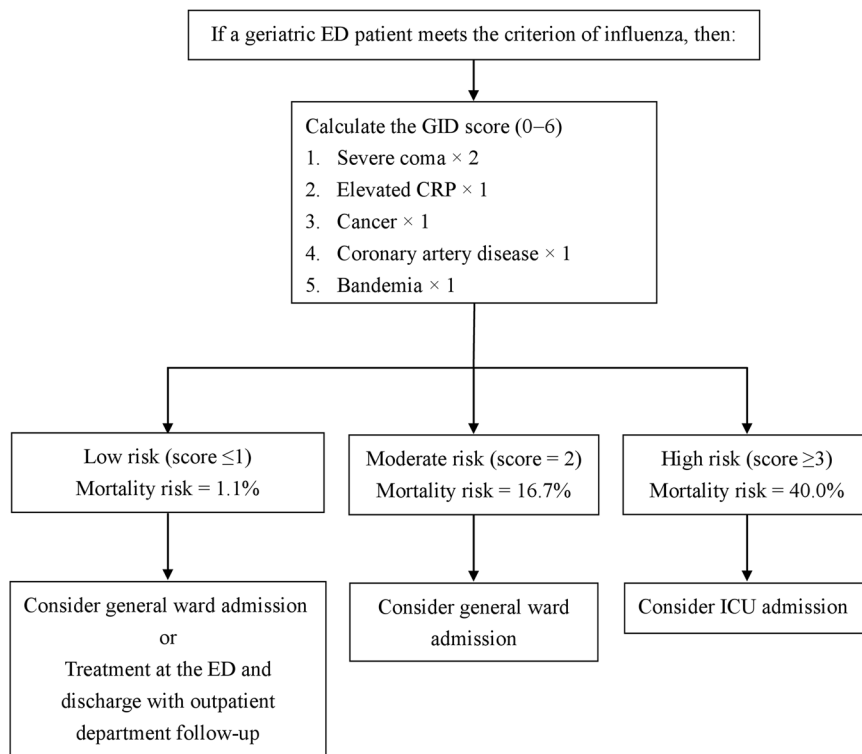 If a geriatric ED patient meets the criterion of influenza, then:
Calculate the GID score (0–6)
1. Severe coma × 2
2. Elevated CRP × 1
3. Cancer × 1
4. Coronary artery disease × 1
5. Bandemia × 1
Low risk (score ≤1)
Mortality risk = 1.1%
Moderate risk (score = 2)
Mortality risk = 16.7%
High risk (score ≥3)
Mortality risk = 40.0%
Consider general ward admission
or
Treatment at the ED and
discharge with outpatient
department follow-up
Consider general ward
admission
Consider ICU admission